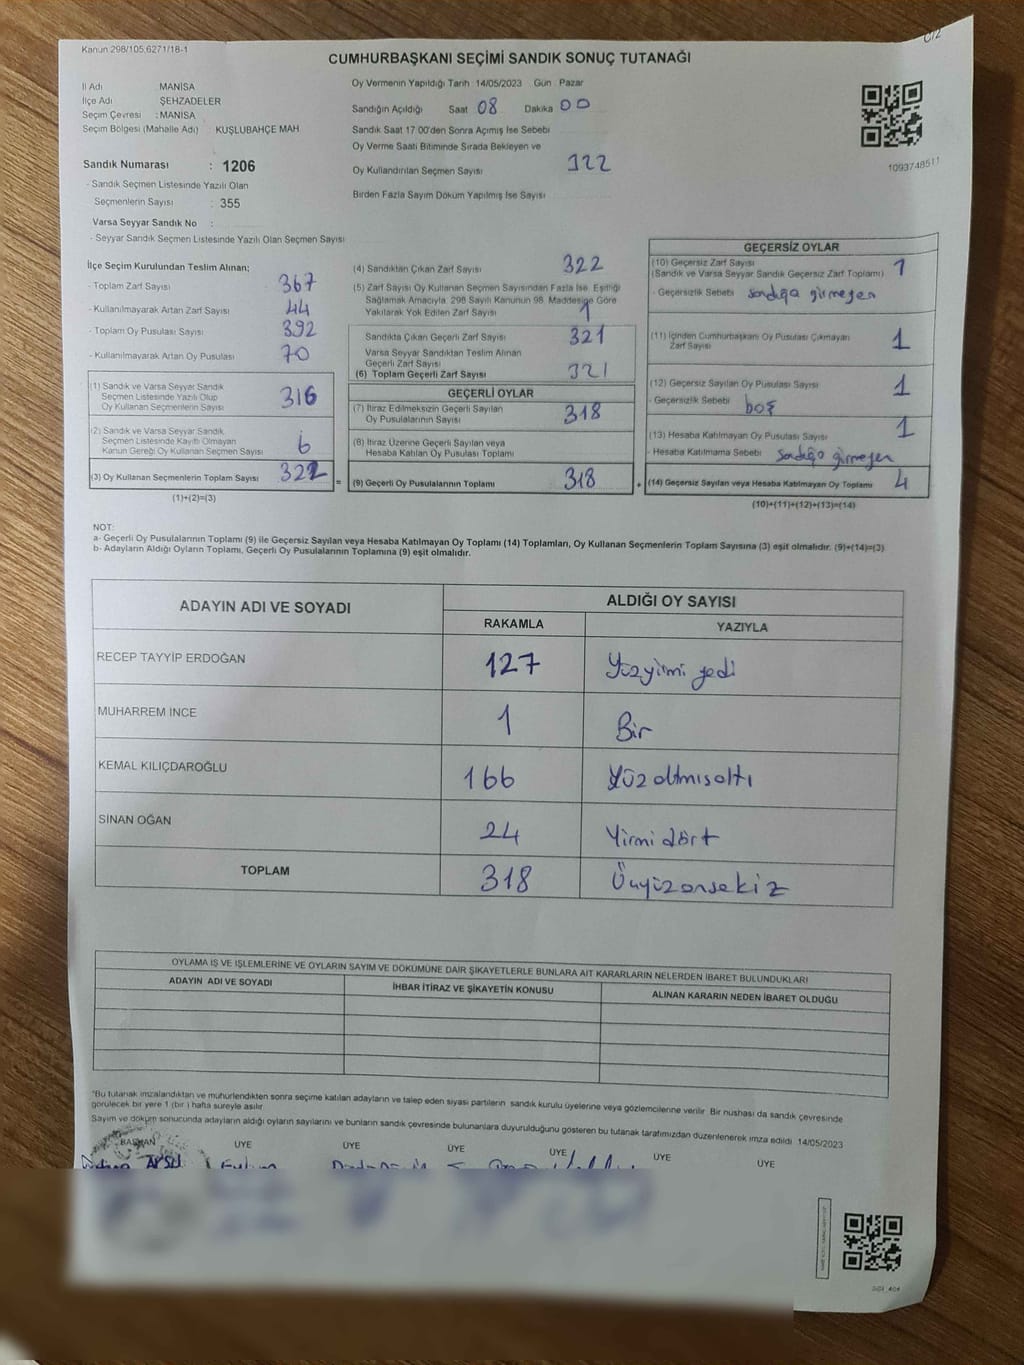 Kanun 298/105,6271/18-1
CUMHURBAŞKANI SEÇİMİ SANDIK SONUÇ TUTANAĞI
İl Adı MANİSA
İlçe Adı ŞEHZADELER
Seçim Çevresi : MANİSA
Seçim Bölgesi (Mahalle Adı) KUŞLUBAHÇE MAH
Sandık Numarası : 1206
- Sandık Seçmen Listesinde Yazılı Olan
Seçmenlerin Sayısı : 355
Varsa Seyyar Sandık No :
- Seyyar Sandık Seçmen Listesinde Yazılı Olan Seçmen Sayısı
Oy Vermenin Yapıldığı Tarih 14/05/2023 Gün Pazar
Sandığın Açıldığı Saat 08 Dakika 00
Sandık Saat 17 00'den Sonra Açımış İse Sebebi
Oy Verme Saati Bitiminde Sırada Bekleyen ve
Oy Kullandırılan Seçmen Sayısı 322
Birden Fazla Sayım Döküm Yapılmış İse Sayısı
1093748511
İlçe Seçim Kurulundan Teslim Alınan;
- Toplam Zarf Sayısı 367
- Kullanılmayarak Artan Zarf Sayısı 44
- Toplam Oy Pusulası Sayısı 392
- Kullanılmayarak Artan Oy Pusulası 70
(1) Sandık ve Varsa Seyyar Sandık
Seçmen Listesinde Yazılı Olup
Oy Kullanan Seçmenlerin Sayısı 316
(2) Sandık ve Varsa Seyyar Sandık
Seçmen Listesinde Kayıtlı Olmayan
Kanun Gereği Oy Kullanan Seçmen Sayısı 6
(3) Oy Kullanan Seçmenlerin Toplam Sayısı 322
(1)+(2)=(3)
(4) Sandıktan Çıkan Zarf Sayısı 322
(5) Zarf Sayısı Oy Kullanan Seçmen Sayısından Fazla İse, Eşitliği
Sağlamak Amacıyla, 298 Sayılı Kanunun 98. Maddesine Göre
Yakılarak Yok Edilen Zarf Sayısı 1
Sandıkta Çıkan Geçerli Zarf Sayısı 321
Varsa Seyyar Sandıktan Teslim Alınan
Geçerli Zarf Sayısı
(6) Toplam Geçerli Zarf Sayısı 321
GEÇERLİ OYLAR
(7) İtiraz Edilmeksizin Geçerli Sayılan
Oy Pusulalarının Sayısı 318
(8) İtiraz Üzerine Geçerli Sayılan veya
Hesaba Katılan Oy Pusulası Toplamı
= (9) Geçerli Oy Pusulalarının Toplamı 318 +
GEÇERSİZ OYLAR
(10) Geçersiz Zarf Sayısı
(Sandık ve Varsa Seyyar Sandık Geçersiz Zarf Toplamı) 1
- Geçersizlik Sebebi sandığa girmeyen
(11) İçinden Cumhurbaşkanı Oy Pusulası Çıkmayan
Zarf Sayısı 1
(12) Geçersiz Sayılan Oy Pusulası Sayısı 1
- Geçersizlik Sebebi boş
(13) Hesaba Katılmayan Oy Pusulası Sayısı 1
- Hesaba Katılmama Sebebi sandığa girmeyen
(14) Geçersiz Sayılan veya Hesaba Katılmayan Oy Toplamı 4
(10)+(11)+(12)+(13)=(14)
NOT:
a- Geçerli Oy Pusulalarının Toplamı (9) ile Geçersiz Sayılan veya Hesaba Katılmayan Oy Toplamı (14) Toplamları, Oy Kullanan Seçmenlerin Toplam Sayısına (3) eşit olmalıdır. (9)+(14)=(3)
b- Adayların Aldığı Oyların Toplamı, Geçerli Oy Pusulalarının Toplamına (9) eşit olmalıdır.
ADAYIN ADI VE SOYADI ALDIĞI OY SAYISI
RAKAMLA YAZIYLA
RECEP TAYYİP ERDOĞAN 127 Yüzyirmi yedi
MUHARREM İNCE 1 Bir
KEMAL KILIÇDAROĞLU 166 Yüz altmışaltı
SİNAN OĞAN 24 Yirmi dört
TOPLAM 318 Üçyüzonsekiz
OYLAMA İŞ VE İŞLEMLERİNE VE OYLARIN SAYIM VE DÖKÜMÜNE DAİR ŞİKAYETLERLE BUNLARA AİT KARARLARIN NELERDEN İBARET BULUNDUKLARI
ADAYIN ADI VE SOYADI İHBAR İTİRAZ VE ŞİKAYETİN KONUSU ALINAN KARARIN NEDEN İBARET OLDUĞU
"Bu tutanak imzalandıktan ve mühürlendikten sonra seçime katılan adayların ve talep eden siyasi partilerin sandık kurulu üyelerine veya gözlemcilerine verilir Bir nüshası da sandık çevresinde
görülecek bir yere 1 (bir ) hafta süreyle asılır
Sayım ve döküm sonucunda adayların aldığı oyların sayılarını ve bunların sandık çevresinde bulunanlara duyurulduğunu gösteren bu tutanak tarafımızdan düzenlenerek imza edildi 14/05/2023
BAŞKAN ÜYE ÜYE ÜYE ÜYE ÜYE ÜYE